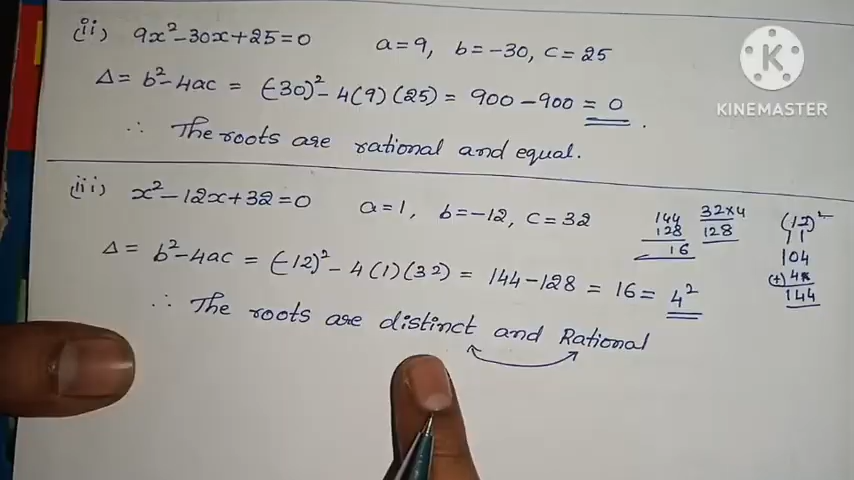 (ii) 9x²-30x+25=0 a=9, b=-30, c=25
Δ= b²-4ac = (-30)²-4(9)(25) = 900-900 = 0.
∴ The roots are rational and equal.
(iii) x²-12x+32=0 a=1, b=-12, c=32
Δ= b²-4ac = (-12)²-4(1)(32) = 144-128 = 16= 4²
∴ The roots are distinct and Rational
144
128
16
32×4
128
(12)²
104
(+) 4
144
K
KINEMASTER